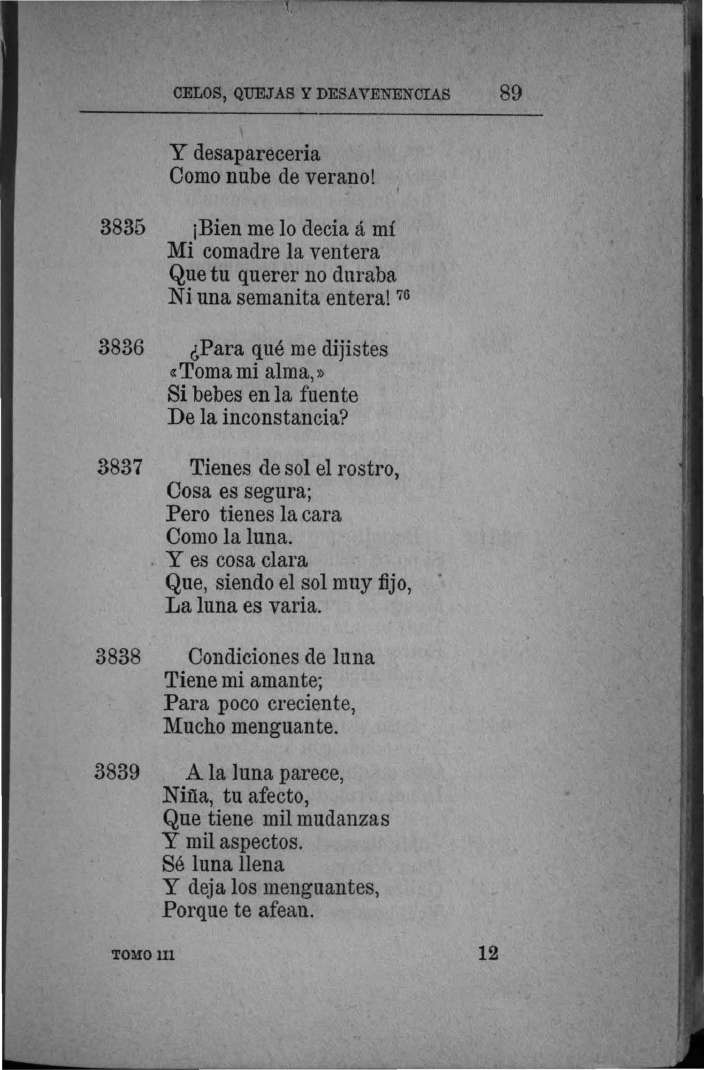 CELOS, QUEJAS Y DESAVENENCIAS 89
Y desapareceria
Como nube de verano!
3835 ¡Bien me lo decia á mí
Mi comadre la ventera
Que tu querer no duraba
Ni una semanita entera! 76
3836 ¿Para qué me dijistes
«Toma mi alma,»
Si bebes en la fuente
De la inconstancia?
3837 Tienes de sol el rostro,
Cosa es segura;
Pero tienes la cara
Como la luna.
Y es cosa clara
Que, siendo el sol muy fijo,
La luna es varia.
3838 Condiciones de luna
Tiene mi amante;
Para poco creciente,
Mucho menguante.
3839 A la luna parece,
Niña, tu afecto,
Que tiene mil mudanzas
Y mil aspectos.
Sé luna llena
Y deja los menguantes,
Porque te afean.
TOMO III 12